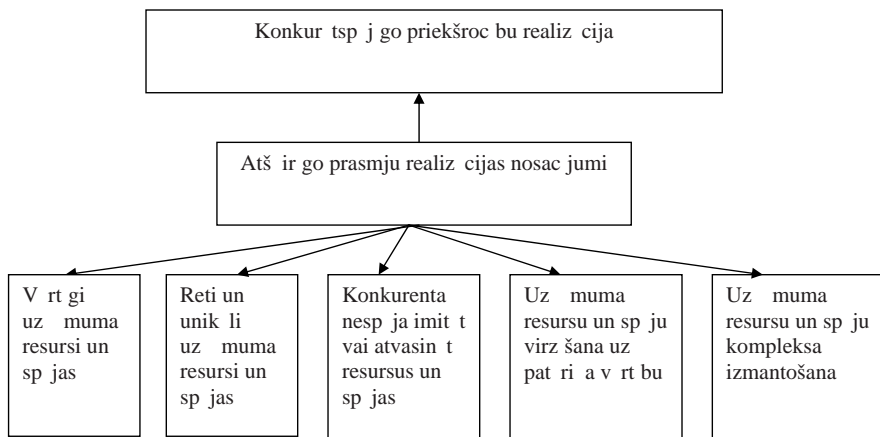 Konkur tsp j go priekšroc bu realiz cija
Atš ir go prasmju realiz cijas nosac jumi
V rt gi
uz muma
resursi un
sp jas
Reti un
unik li
uz muma
resursi un
sp jas
Konkurenta
nesp ja imit t
vai atvasin t
resursus un
sp jas
Uz muma
resursu un sp ju
virz šana uz
pat ri a v rt bu
Uz muma
resursu un sp ju
kompleksa
izmantošana